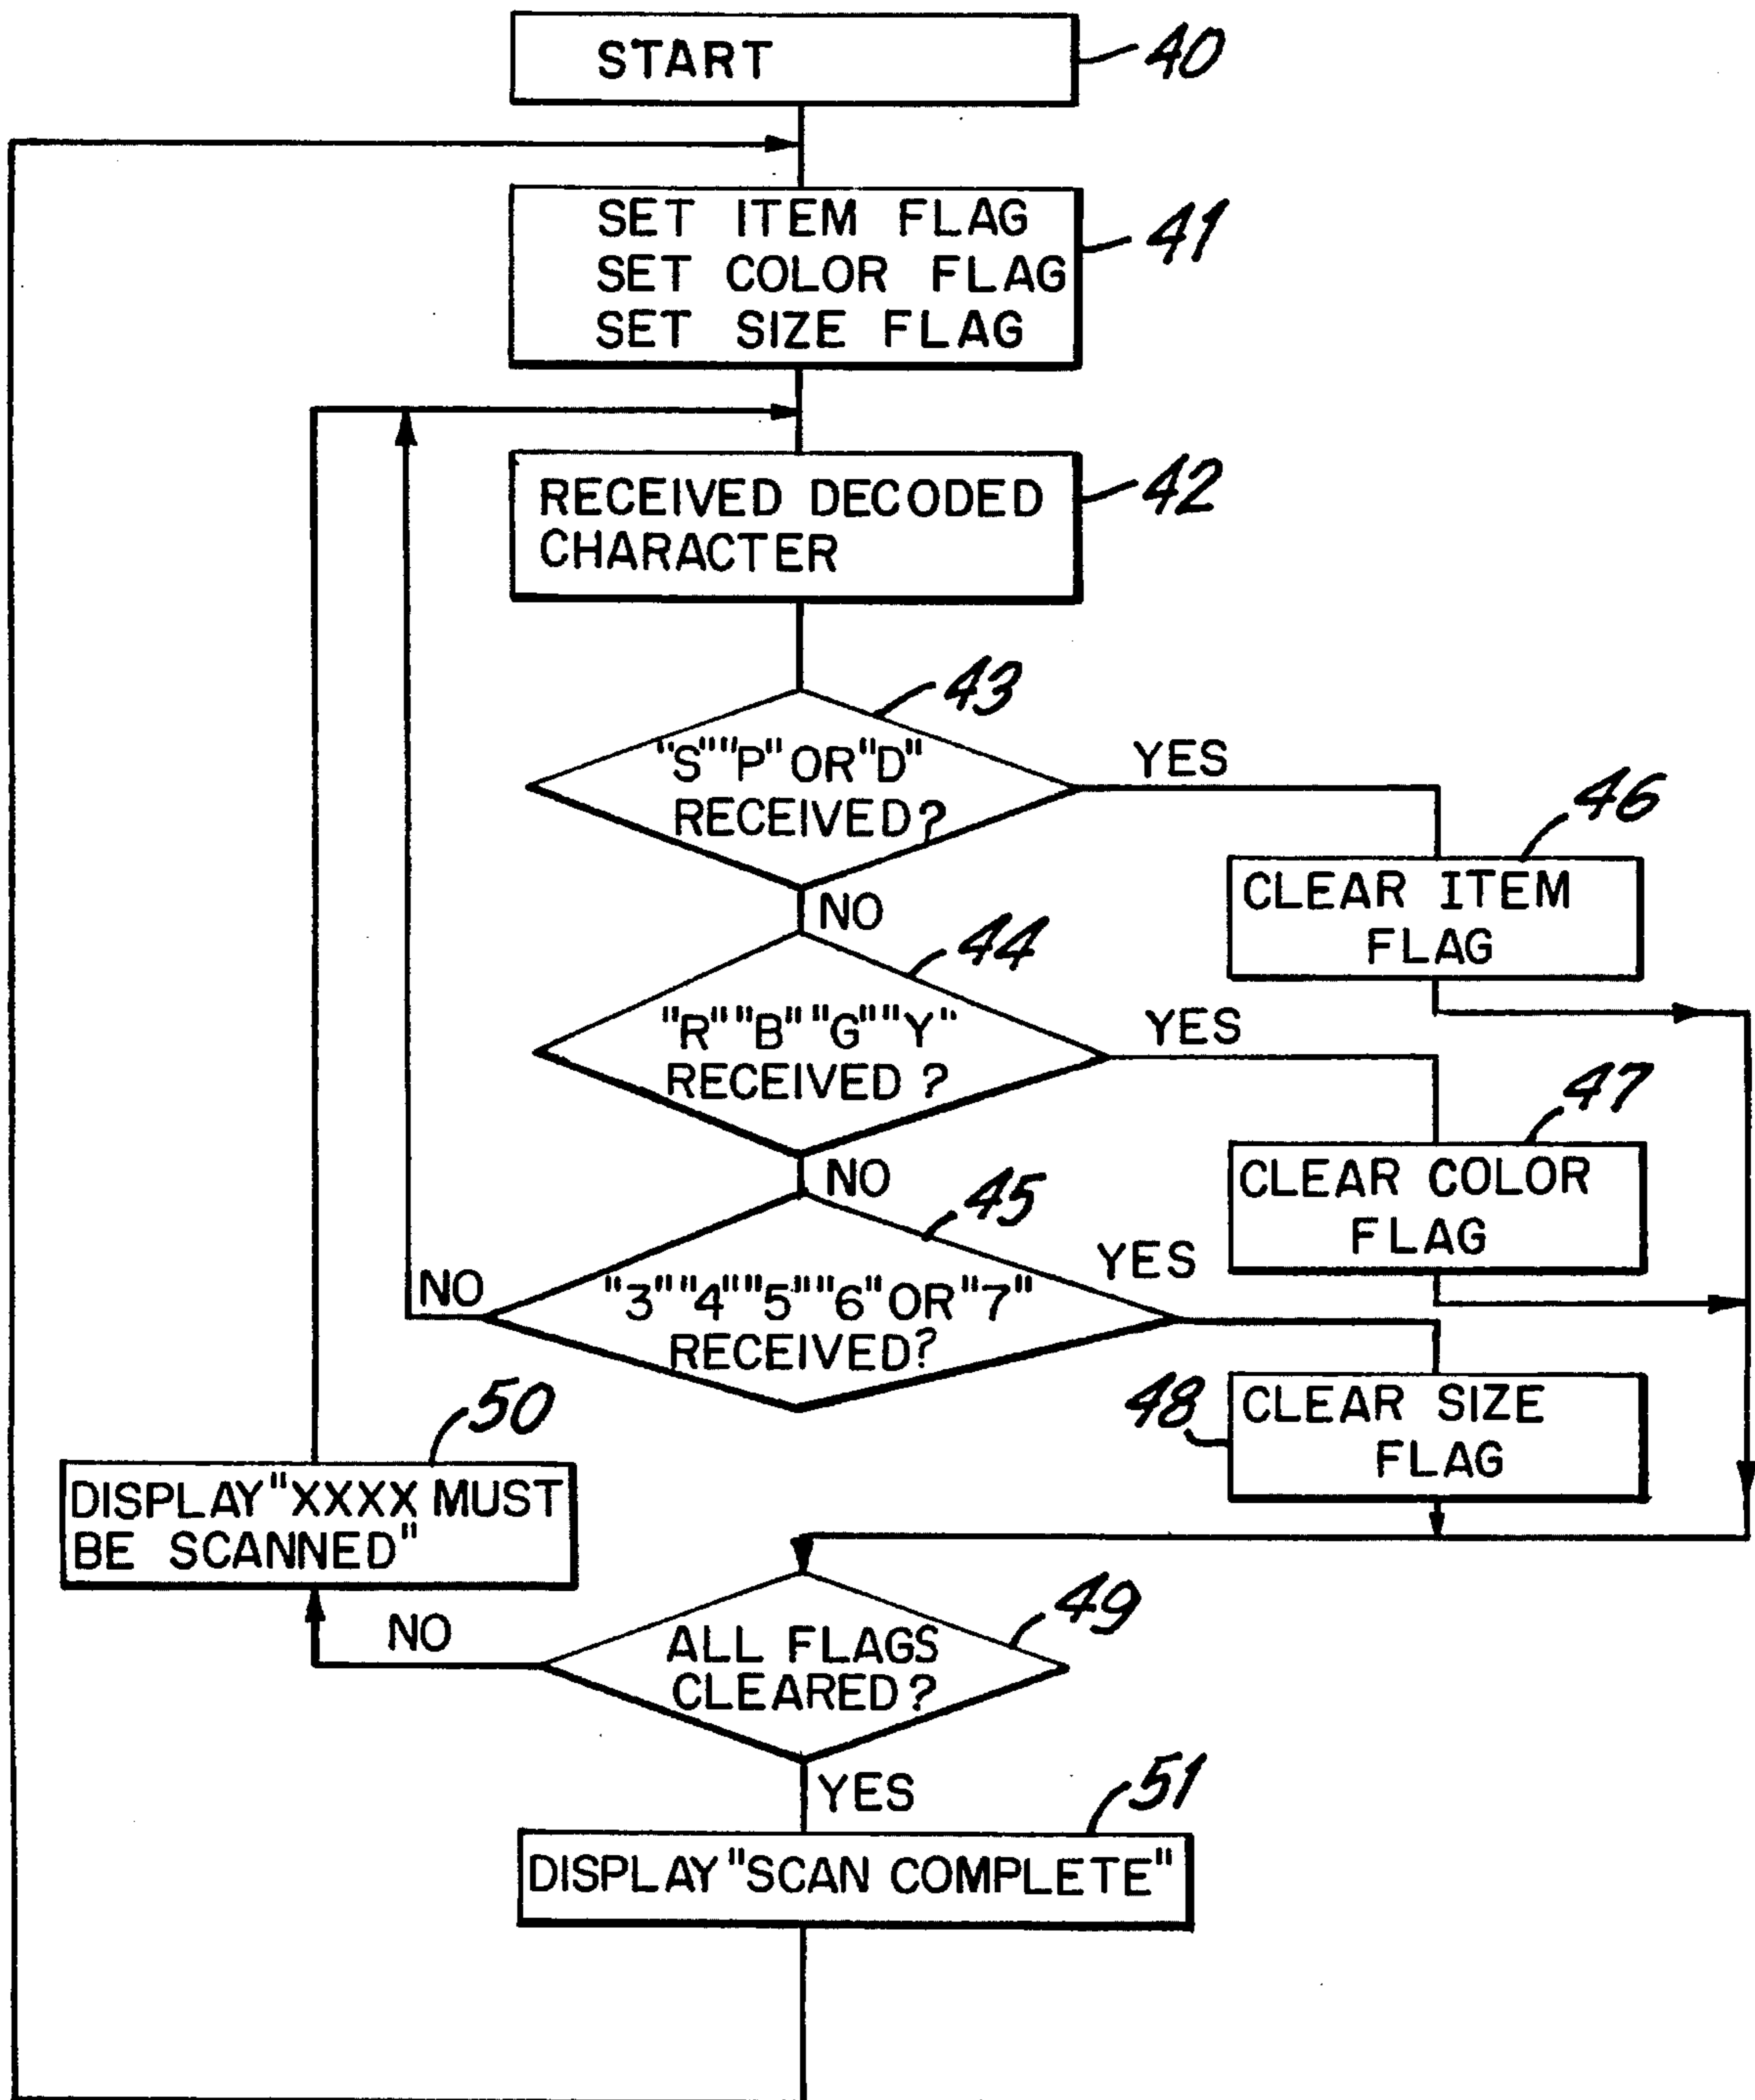 START
40
SET ITEM FLAG
SET COLOR FLAG
SET SIZE FLAG
41
RECEIVED DECODED
CHARACTER
42
43
"S" "P" OR "D"
RECEIVED?
YES
46
CLEAR ITEM
FLAG
NO
44
"R" "B" "G" "Y"
RECEIVED ?
YES
47
CLEAR COLOR
FLAG
NO
45
"3" "4" "5" "6" OR "7"
RECEIVED?
NO
YES
48
CLEAR SIZE
FLAG
50
DISPLAY "XXXX MUST
BE SCANNED"
49
ALL FLAGS
CLEARED?
NO
YES
51
DISPLAY "SCAN COMPLETE"